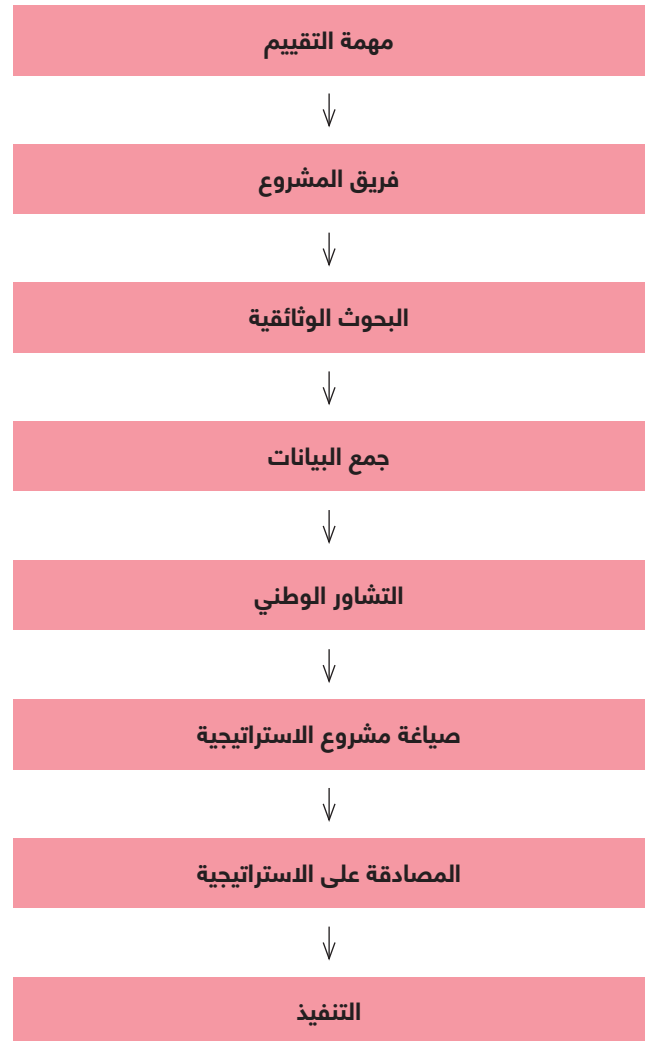 مهمة التقييم
فريق المشروع
البحوث الوثائقية
جمع البيانات
التشاور الوطني
صياغة مشروع الاستراتيجية
المصادقة على الاستراتيجية
التنفيذ